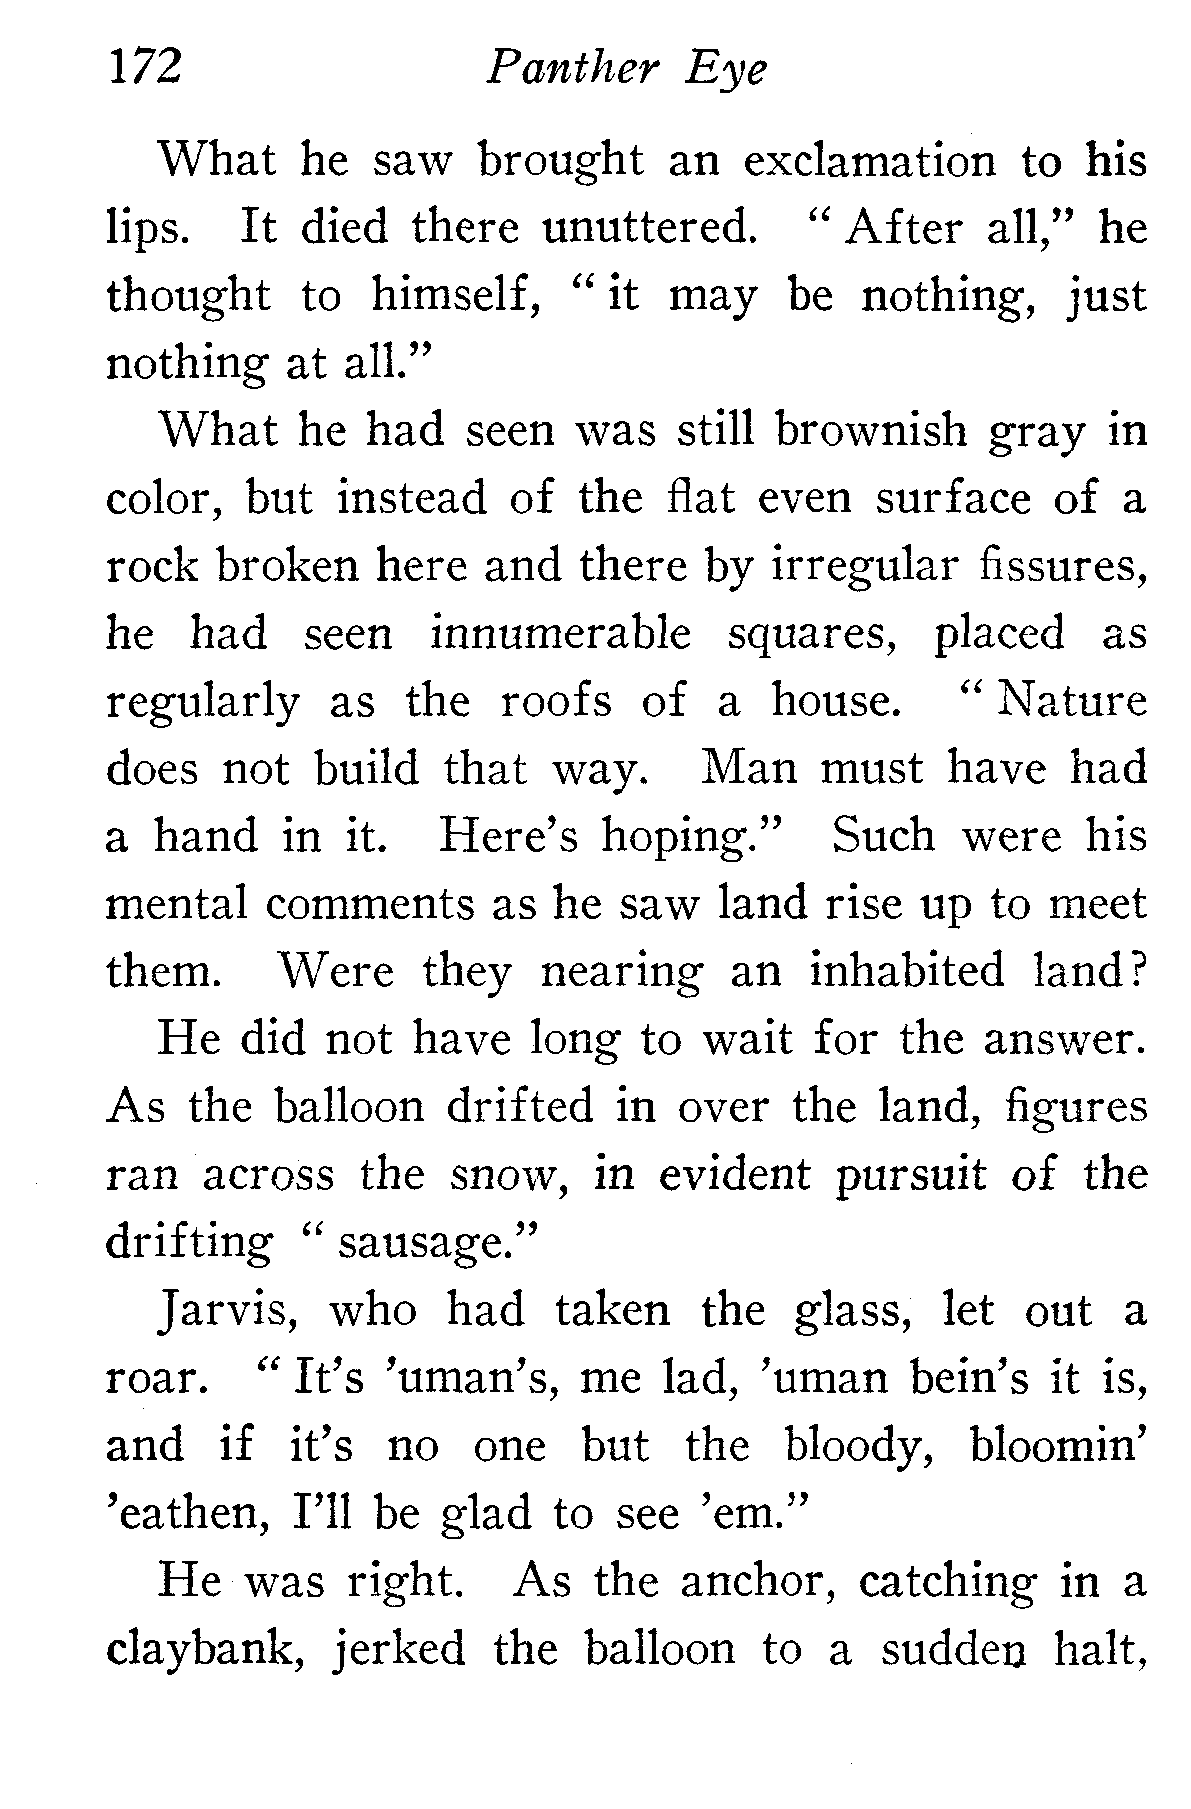 172 Panther Eye
What he saw brought an exclamation to his
lips. It died there unuttered. “ After all,” he
thought to himself, “ it may be nothing, just
nothing at all.”
What he had seen was still brownish gray in
color, but instead of the flat even surface of a
rock broken here and there by irregular fissures,
he had seen innumerable squares, placed as
regularly as the roofs of a house. “ Nature
does not build that way. Man must have had
a hand in it. Here’s hoping.” Such were his
mental comments as he saw land rise up to meet
them. Were they nearing an inhabited land?
He did not have long to wait for the answer.
As the balloon drifted in over the land, figures
ran across the snow, in evident pursuit of the
drifting “ sausage.”
Jarvis, who had taken the glass, let out a
roar. “ It’s ’uman’s, me lad, ’uman bein’s it is,
and if it’s no one but the bloody, bloomin’
’eathen, I’ll be glad to see ’em.”
He was right. As the anchor, catching in a
claybank, jerked the balloon to a sudden halt,